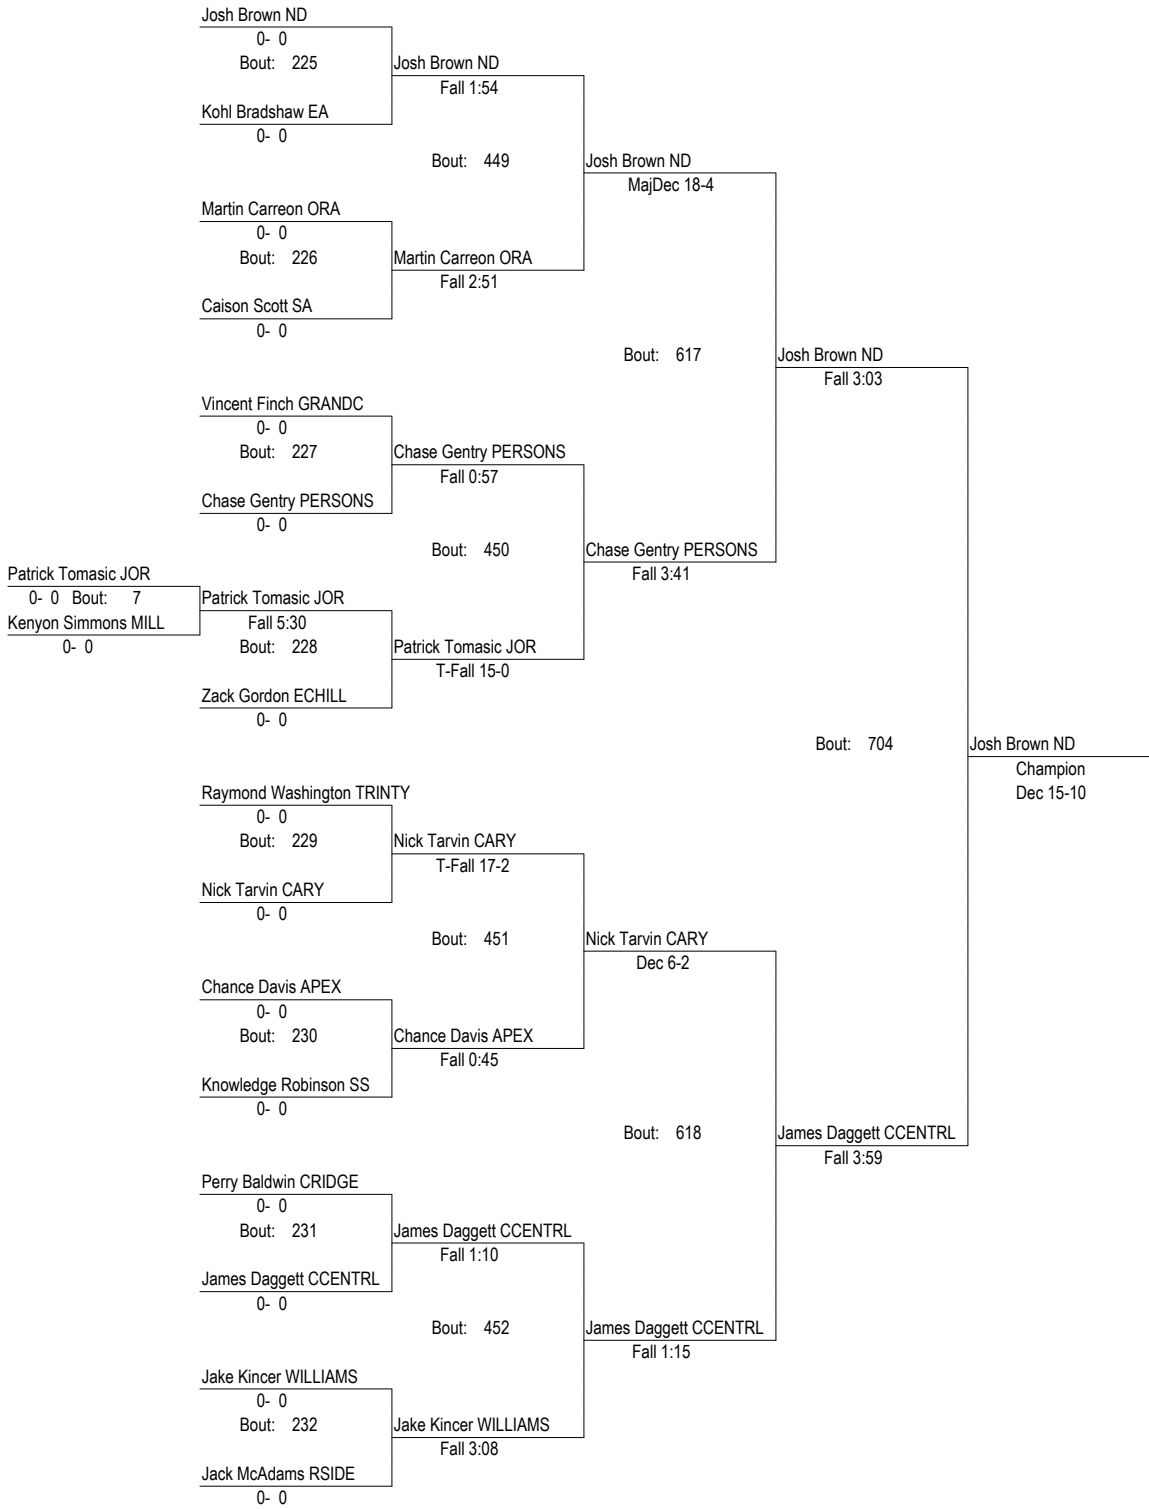 Josh Brown ND
0- 0
Bout: 225
Josh Brown ND
Fall 1:54
Kohl Bradshaw EA
0- 0
Bout: 449
Josh Brown ND
MajDec 18-4
Martin Carreon ORA
0- 0
Bout: 226
Martin Carreon ORA
Fall 2:51
Caison Scott SA
0- 0
Bout: 617
Josh Brown ND
Fall 3:03
Vincent Finch GRANDC
0- 0
Bout: 227
Chase Gentry PERSONS
Fall 0:57
Chase Gentry PERSONS
0- 0
Bout: 450
Chase Gentry PERSONS
Fall 3:41
Patrick Tomasic JOR
0- 0 Bout: 7
Kenyon Simmons MILL
0- 0
Patrick Tomasic JOR
Fall 5:30
Bout: 228
Patrick Tomasic JOR
T-Fall 15-0
Zack Gordon ECHILL
0- 0
Bout: 704
Josh Brown ND
Champion
Dec 15-10
Raymond Washington TRINTY
0- 0
Bout: 229
Nick Tarvin CARY
T-Fall 17-2
Nick Tarvin CARY
0- 0
Bout: 451
Nick Tarvin CARY
Dec 6-2
Chance Davis APEX
0- 0
Bout: 230
Chance Davis APEX
Fall 0:45
Knowledge Robinson SS
0- 0
Bout: 618
James Daggett CCENTRL
Fall 3:59
Perry Baldwin CRIDGE
0- 0
Bout: 231
James Daggett CCENTRL
Fall 1:10
James Daggett CCENTRL
0- 0
Bout: 452
James Daggett CCENTRL
Fall 1:15
Jake Kincer WILLIAMS
0- 0
Bout: 232
Jake Kincer WILLIAMS
Fall 3:08
Jack McAdams RSIDE
0- 0